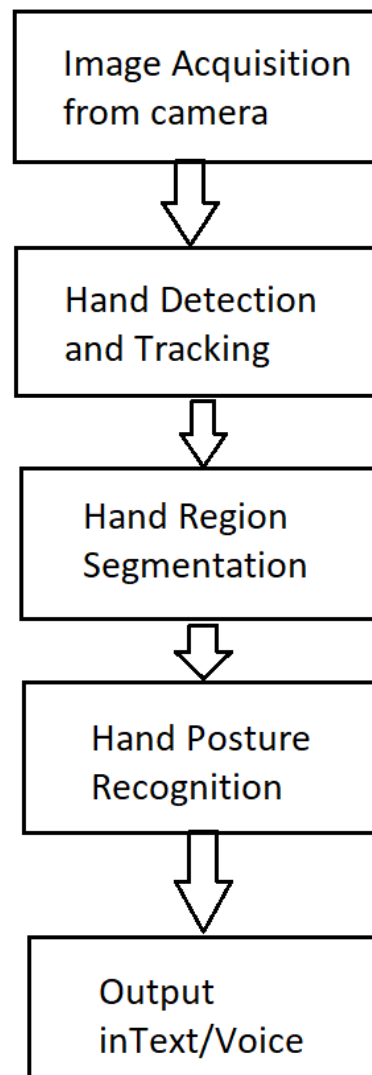 Image Acquisition
from camera
Hand Detection
and Tracking
Hand Region
Segmentation
Hand Posture
Recognition
Output
inText/Voice